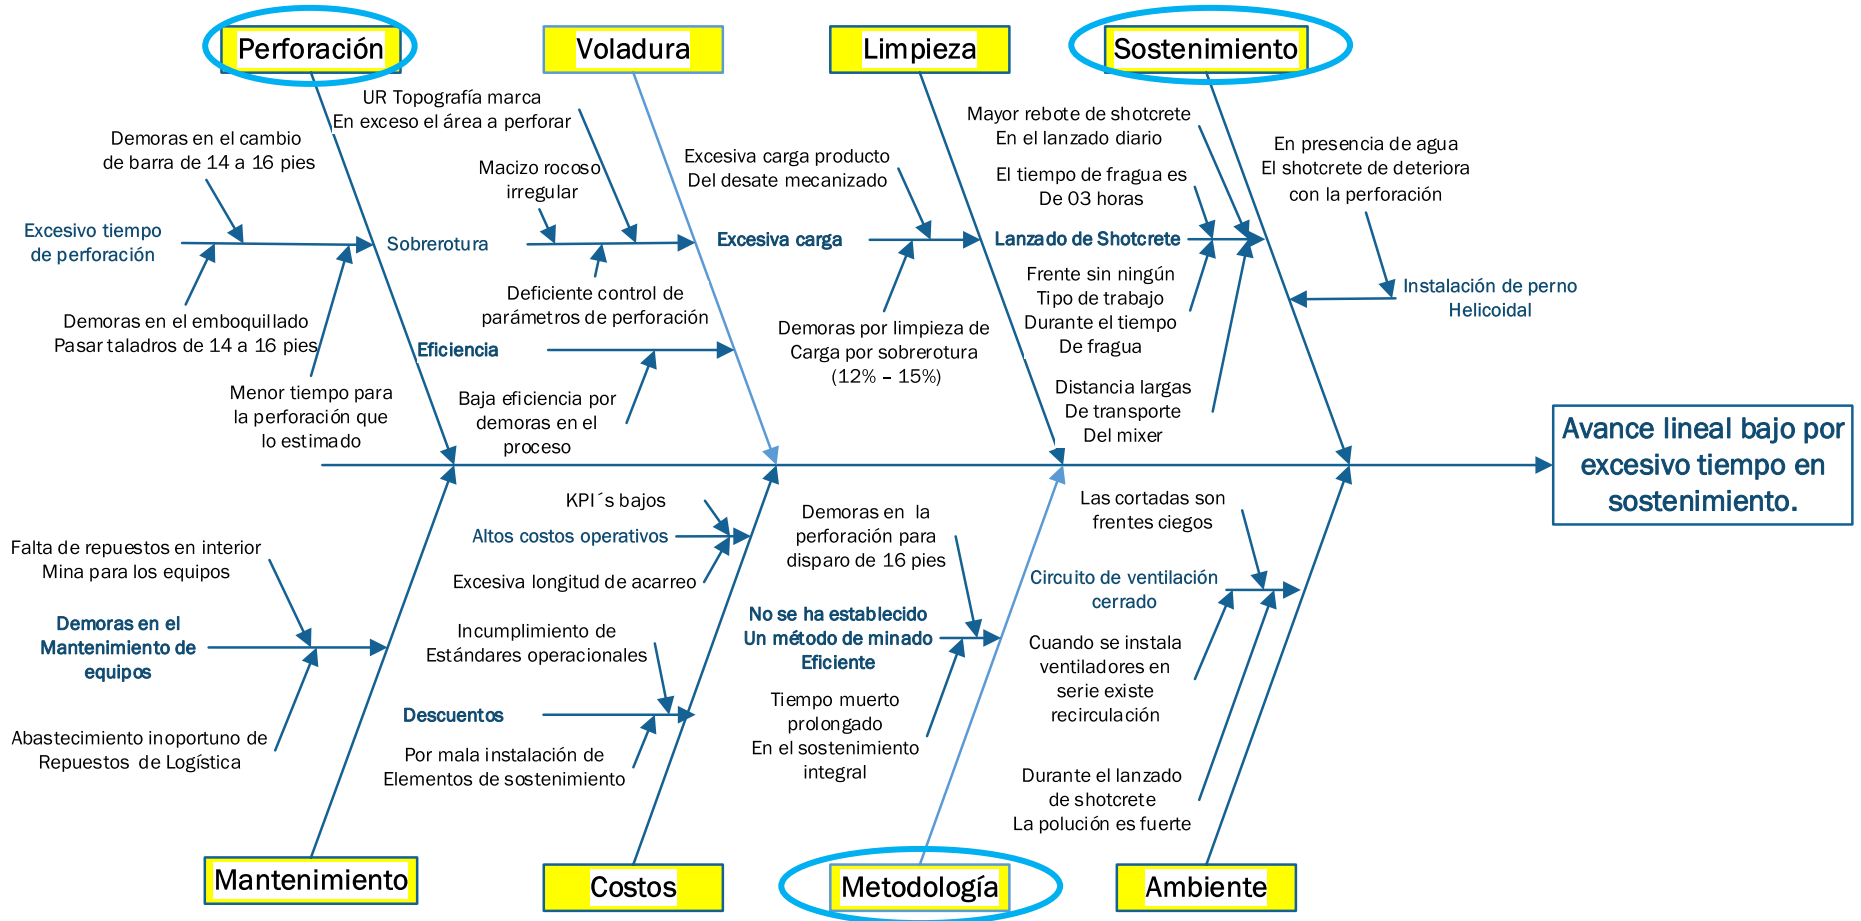 Perforación
Voladura
Limpieza
Sostenimiento
Demoras en el cambio
de barra de 14 a 16 pies
Excesivo tiempo
de perforación
Demoras en el emboquillado
Pasar taladros de 14 a 16 pies
Menor tiempo para
la perforación que
lo estimado
UR Topografía marca
En exceso el área a perforar
Macizo rocoso
irregular
Sobrerotura
Deficiente control de
parámetros de perforación
Eficiencia
Baja eficiencia por
demoras en el
proceso
Excesiva carga producto
Del desate mecanizado
Excesiva carga
Demoras por limpieza de
Carga por sobrerotura
(12% – 15%)
Mayor rebote de shotcrete
En el lanzado diario
El tiempo de fragua es
De 03 horas
Lanzado de Shotcrete
Frente sin ningún
Tipo de trabajo
Durante el tiempo
De fragua
Distancia largas
De transporte
Del mixer
En presencia de agua
El shotcrete de deteriora
con la perforación
Instalación de perno
Helicoidal
Avance lineal bajo por
excesivo tiempo en
sostenimiento.
Falta de repuestos en interior
Mina para los equipos
Demoras en el
Mantenimiento de
equipos
Abastecimiento inoportuno de
Repuestos de Logística
KPI´s bajos
Altos costos operativos
Excesiva longitud de acarreo
Incumplimiento de
Estándares operacionales
Descuentos
Por mala instalación de
Elementos de sostenimiento
Demoras en la
perforación para
disparo de 16 pies
No se ha establecido
Un método de minado
Eficiente
Tiempo muerto
prolongado
En el sostenimiento
integral
Las cortadas son
frentes ciegos
Circuito de ventilación
cerrado
Cuando se instala
ventiladores en
serie existe
recirculación
Durante el lanzado
de shotcrete
La polución es fuerte
Mantenimiento
Costos
Metodología
Ambiente